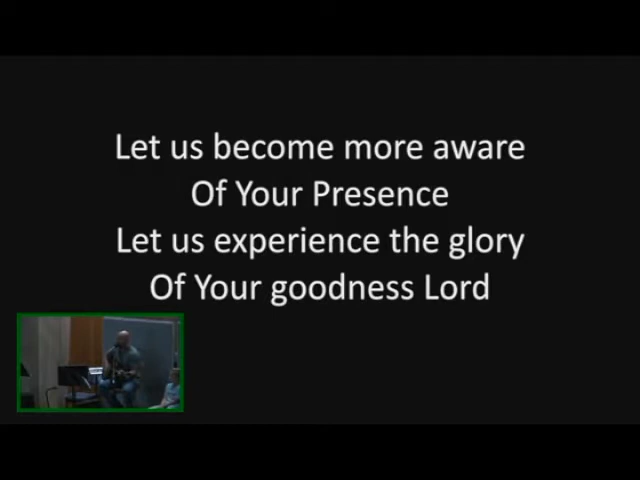 Let us become more aware
Of Your Presence
Let us experience the glory
Of Your goodness Lord